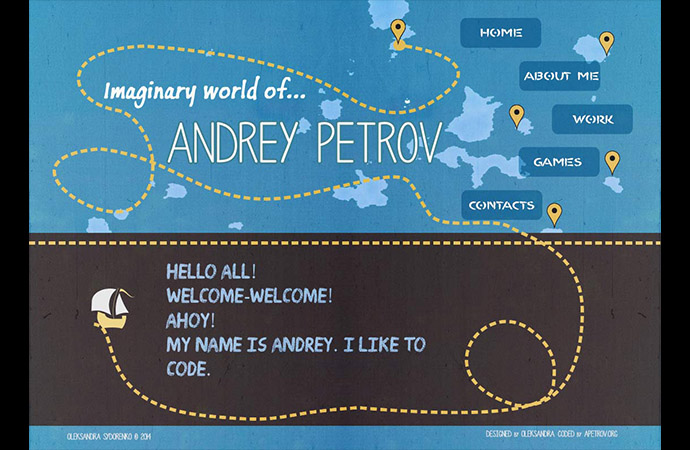 HOME
ABOUT ME
Imaginary world of...
WORK
ANDREY PETROV
GAMES
CONTACTS
HELLO ALL!
WELCOME-WELCOME!
AHOY!
MY NAME IS ANDREY. I LIKE TO
CODE.
OLEKSANDRA SYDORENKO © 2014
DESIGNED BY OLEKSANDRA CODED BY APETROV.ORG